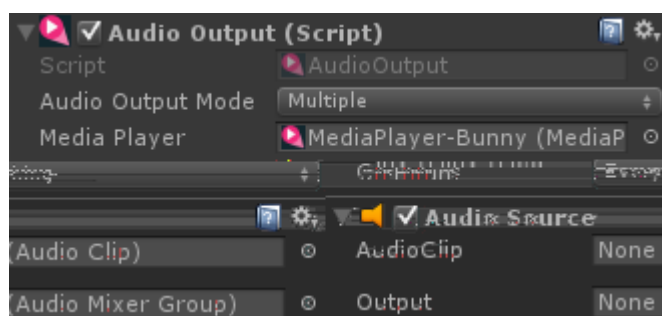 Audio Output (Script)
Script AudioOutput
Audio Output Mode Multiple
Media Player MediaPlayer-Bunny (MediaP
Audio Source
(Audio Clip) AudioClip None
(Audio Mixer Group) Output None